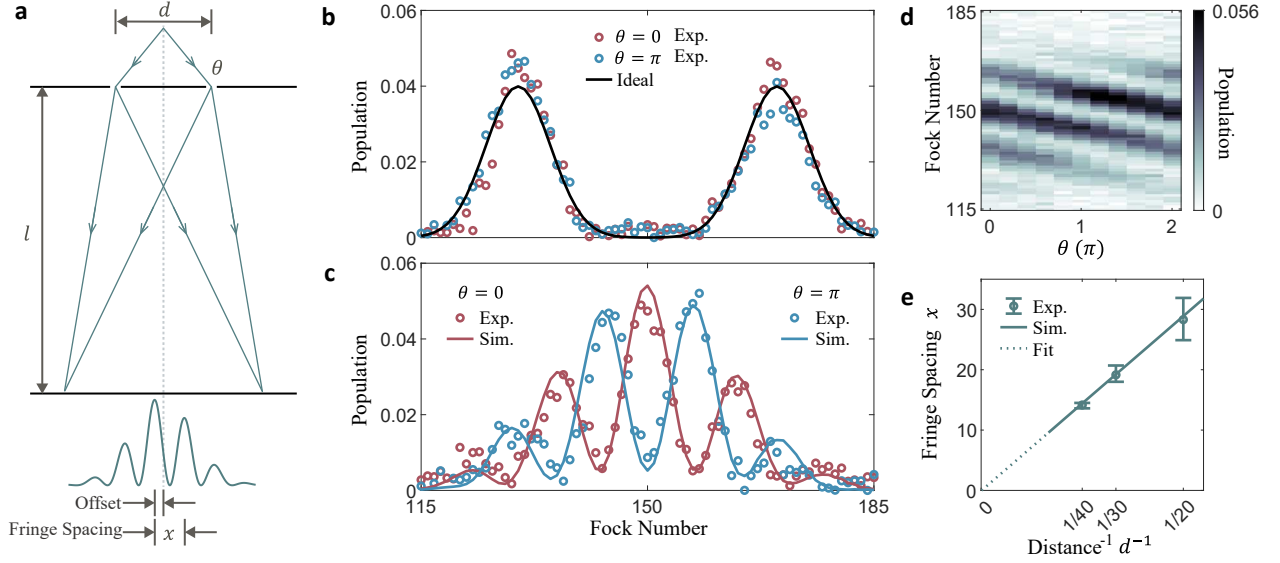 a
d
θ
l
Offset
Fringe Spacing
x
b
0.06
0.04
0.02
0
Population
θ = 0 Exp.
θ = π Exp.
Ideal
c
0.06
0.04
0.02
0
Population
θ = 0
Exp.
Sim.
θ = π
Exp.
Sim.
115
150
185
Fock Number
d
185
150
115
Fock Number
0
1
2
θ (π)
0.056
0
Population
e
30
20
10
0
Fringe Spacing x
Exp.
Sim.
Fit
0
1/40
1/30
1/20
Distance⁻¹ d⁻¹